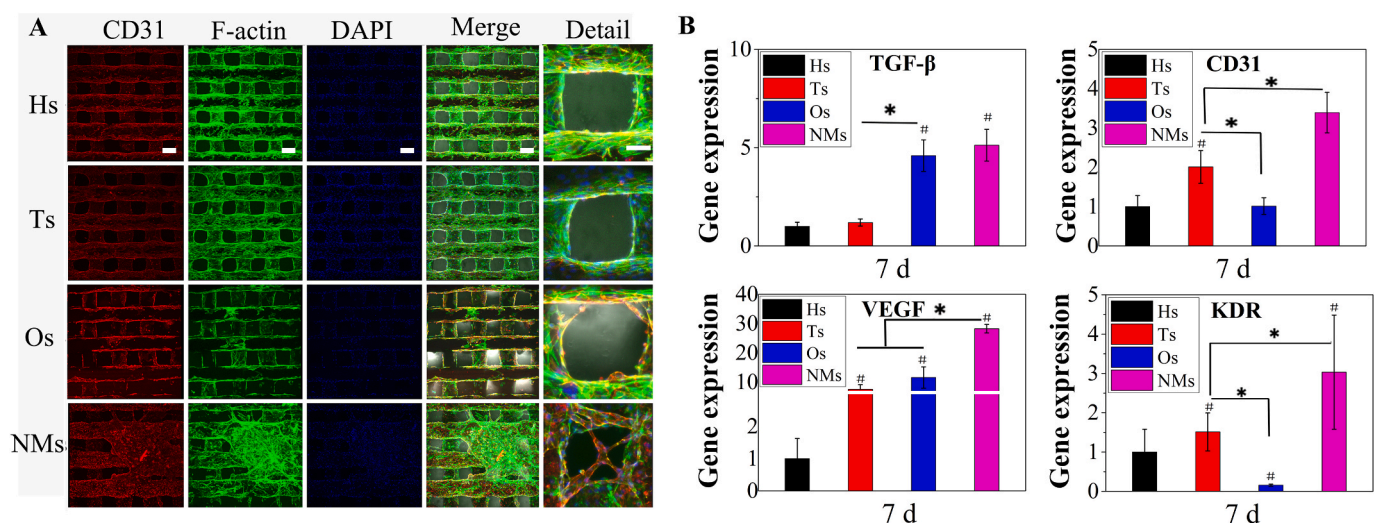 A
CD31 F-actin DAPI Merge Detail
Hs
Ts
Os
NMs
B
Gene expression
10
5
0
Hs
Ts
Os
NMs
TGF-β
*
#
#
7 d
Gene expression
5
4
3
2
1
0
Hs
Ts
Os
NMs
CD31
*
*
#
#
7 d
Gene expression
40
30
20
10
2
1
0
Hs
Ts
Os
NMs
VEGF
*
#
#
#
7 d
Gene expression
5
4
3
2
1
0
Hs
Ts
Os
NMs
KDR
*
*
#
#
#
7 d